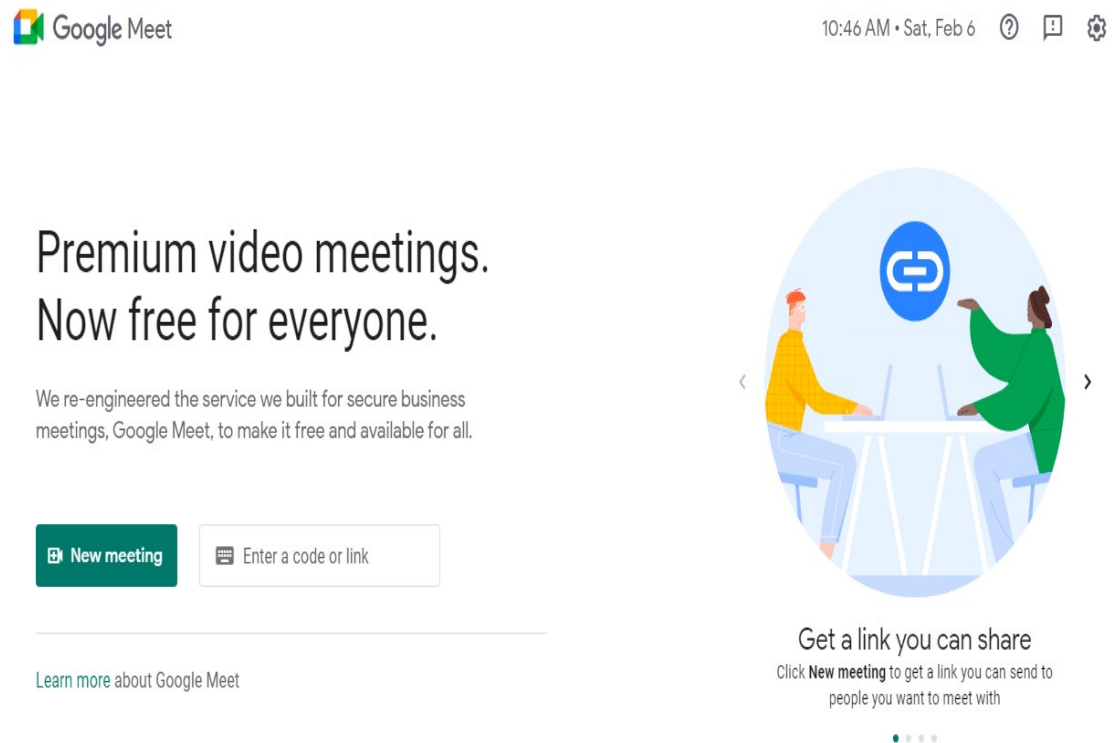 Google Meet
10:46 AM • Sat, Feb 6
Premium video meetings.
Now free for everyone.
We re-engineered the service we built for secure business
meetings, Google Meet, to make it free and available for all.
New meeting
Enter a code or link
Learn more about Google Meet
Get a link you can share
Click New meeting to get a link you can send to
people you want to meet with